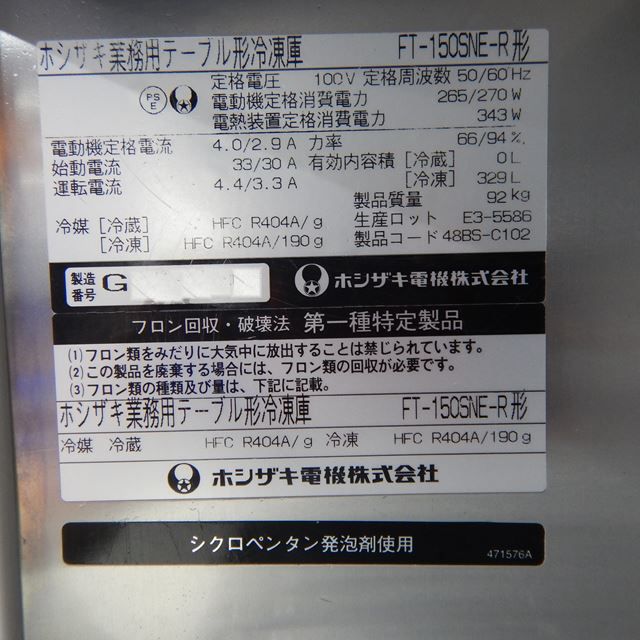 ホシザキ業務用テーブル形冷凍庫 FT-150SNE-R形
PS E 定格電圧 100V 定格周波数 50/60Hz
電動機定格消費電力 265/270W
電熱装置定格消費電力 343W
電動機定格電流 4.0/2.9A 力率 66/94%
始動電流 33/30A 有効内容積 [冷蔵] 0L
運転電流 4.4/3.3A [冷凍] 329L
製品質量 92kg
冷媒 [冷蔵] HFC R404A/ g 生産ロット E3-5586
[冷凍] HFC R404A/190g 製品コード 48BS-C102
製造番号 G ホシザキ電機株式会社
フロン回収・破壊法 第一種特定製品
(1)フロン類をみだりに大気中に放出することは禁じられています。
(2)この製品を廃棄する場合には、フロン類の回収が必要です。
(3)フロン類の種類及び量は、下記に記載。
ホシザキ業務用テーブル形冷凍庫 FT-150SNE-R形
冷媒 冷蔵 HFC R404A/ g 冷凍 HFC R404A/190g
ホシザキ電機株式会社
シクロペンタン発泡剤使用 471576A